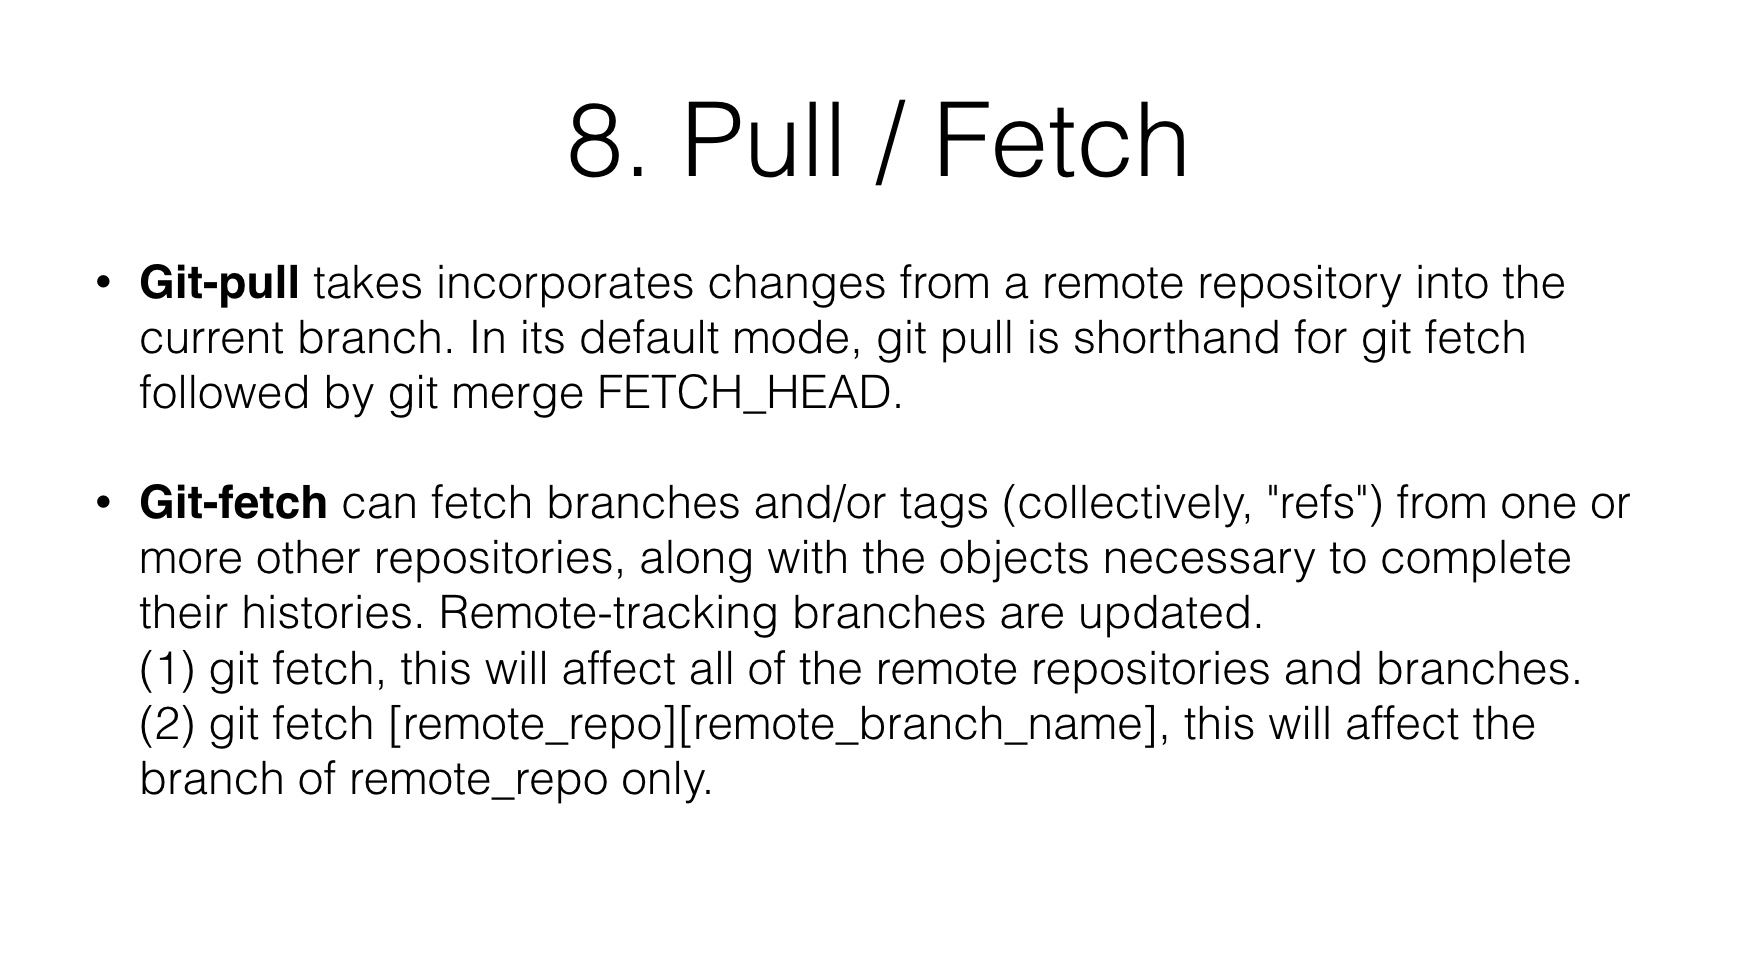 8. Pull / Fetch
• Git-pull takes incorporates changes from a remote repository into the
current branch. In its default mode, git pull is shorthand for git fetch
followed by git merge FETCH_HEAD.
• Git-fetch can fetch branches and/or tags (collectively, "refs") from one or
more other repositories, along with the objects necessary to complete
their histories. Remote-tracking branches are updated.
(1) git fetch, this will affect all of the remote repositories and branches.
(2) git fetch [remote_repo][remote_branch_name], this will affect the
branch of remote_repo only.